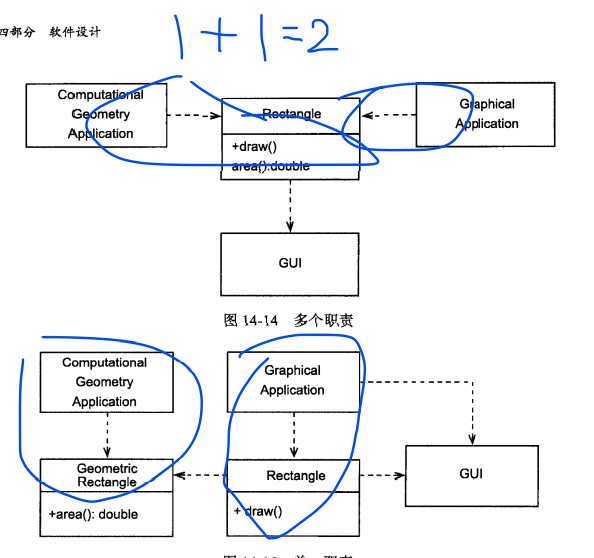 四部分 软件设计
1+1=2
Computational
Geometry
Application
Rectangle
+draw()
area():double
Graphical
Application
GUI
图 14-14 多个职责
Computational
Geometry
Application
Graphical
Application
Geometric
Rectangle
+area(): double
Rectangle
+ draw()
GUI